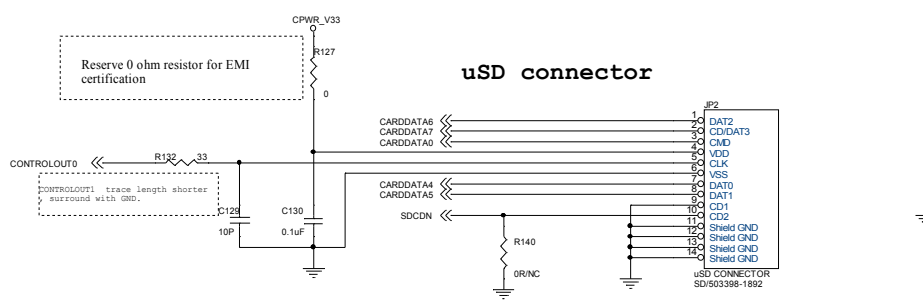 CPWR_V33
R127
0
Reserve 0 ohm resistor for EMI
certification
uSD connector
JP2
CARDDATA6
1
DAT2
CARDDATA7
2
CD/DAT3
CARDDATA0
3
CMD
4
VDD
CONTROLOUT0
R132
33
5
CLK
6
VSS
CARDDATA4
7
DAT0
CARDDATA5
8
DAT1
9
CD1
SDCDN
10
CD2
11
Shield GND
12
Shield GND
13
Shield GND
14
Shield GND
CONTROLOUT1 trace length shorter
, surround with GND.
C129
10P
C130
0.1uF
R140
0R/NC
uSD CONNECTOR
SD/503398-1892